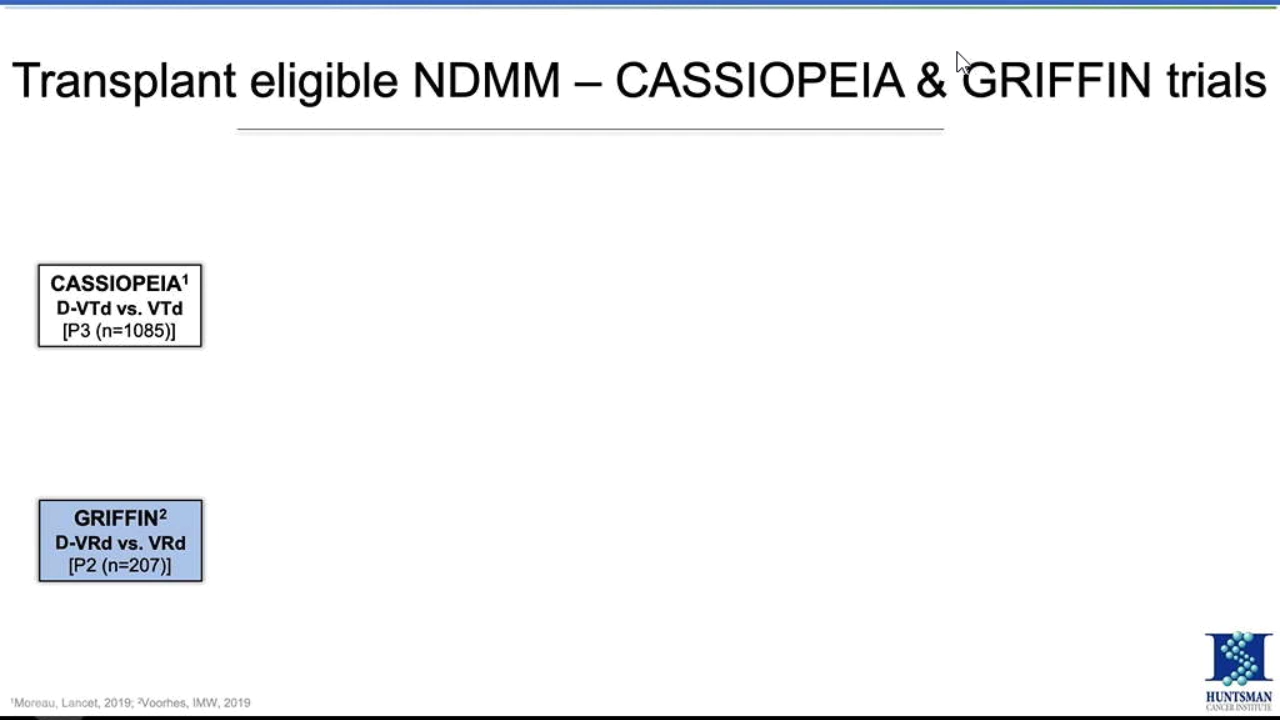 Transplant eligible NDMM – CASSIOPEIA & GRIFFIN trials
CASSIOPEIA¹
D-VTd vs. VTd
[P3 (n=1085)]
GRIFFIN²
D-VRd vs. VRd
[P2 (n=207)]
HUNTSMAN
CANCER INSTITUTE
¹Moreau, Lancet, 2019; ²Voorhes, IMW, 2019